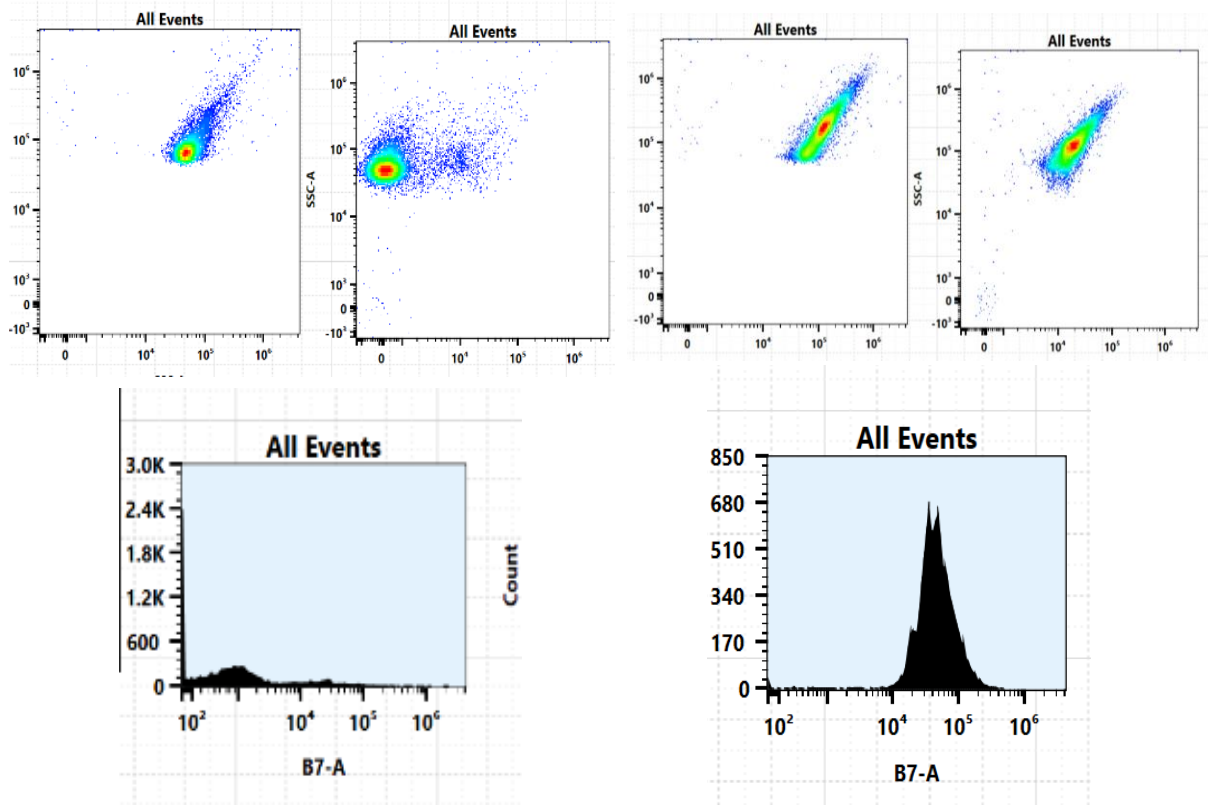 All Events
10⁶
10⁵
10⁴
10³
0
-10³
0 10⁴ 10⁵ 10⁶
All Events
SSC-A
10⁶
10⁵
10⁴
10³
0
-10³
0 10⁴ 10⁵ 10⁶
All Events
10⁶
10⁵
10⁴
10³
0
-10³
0 10⁴ 10⁵ 10⁶
All Events
SSC-A
10⁶
10⁵
10⁴
10³
0
-10³
0 10⁴ 10⁵ 10⁶
All Events
3.0K
2.4K
1.8K
1.2K
600
0
10² 10⁴ 10⁵ 10⁶
B7-A
Count
All Events
850
680
510
340
170
0
10² 10⁴ 10⁵ 10⁶
B7-A